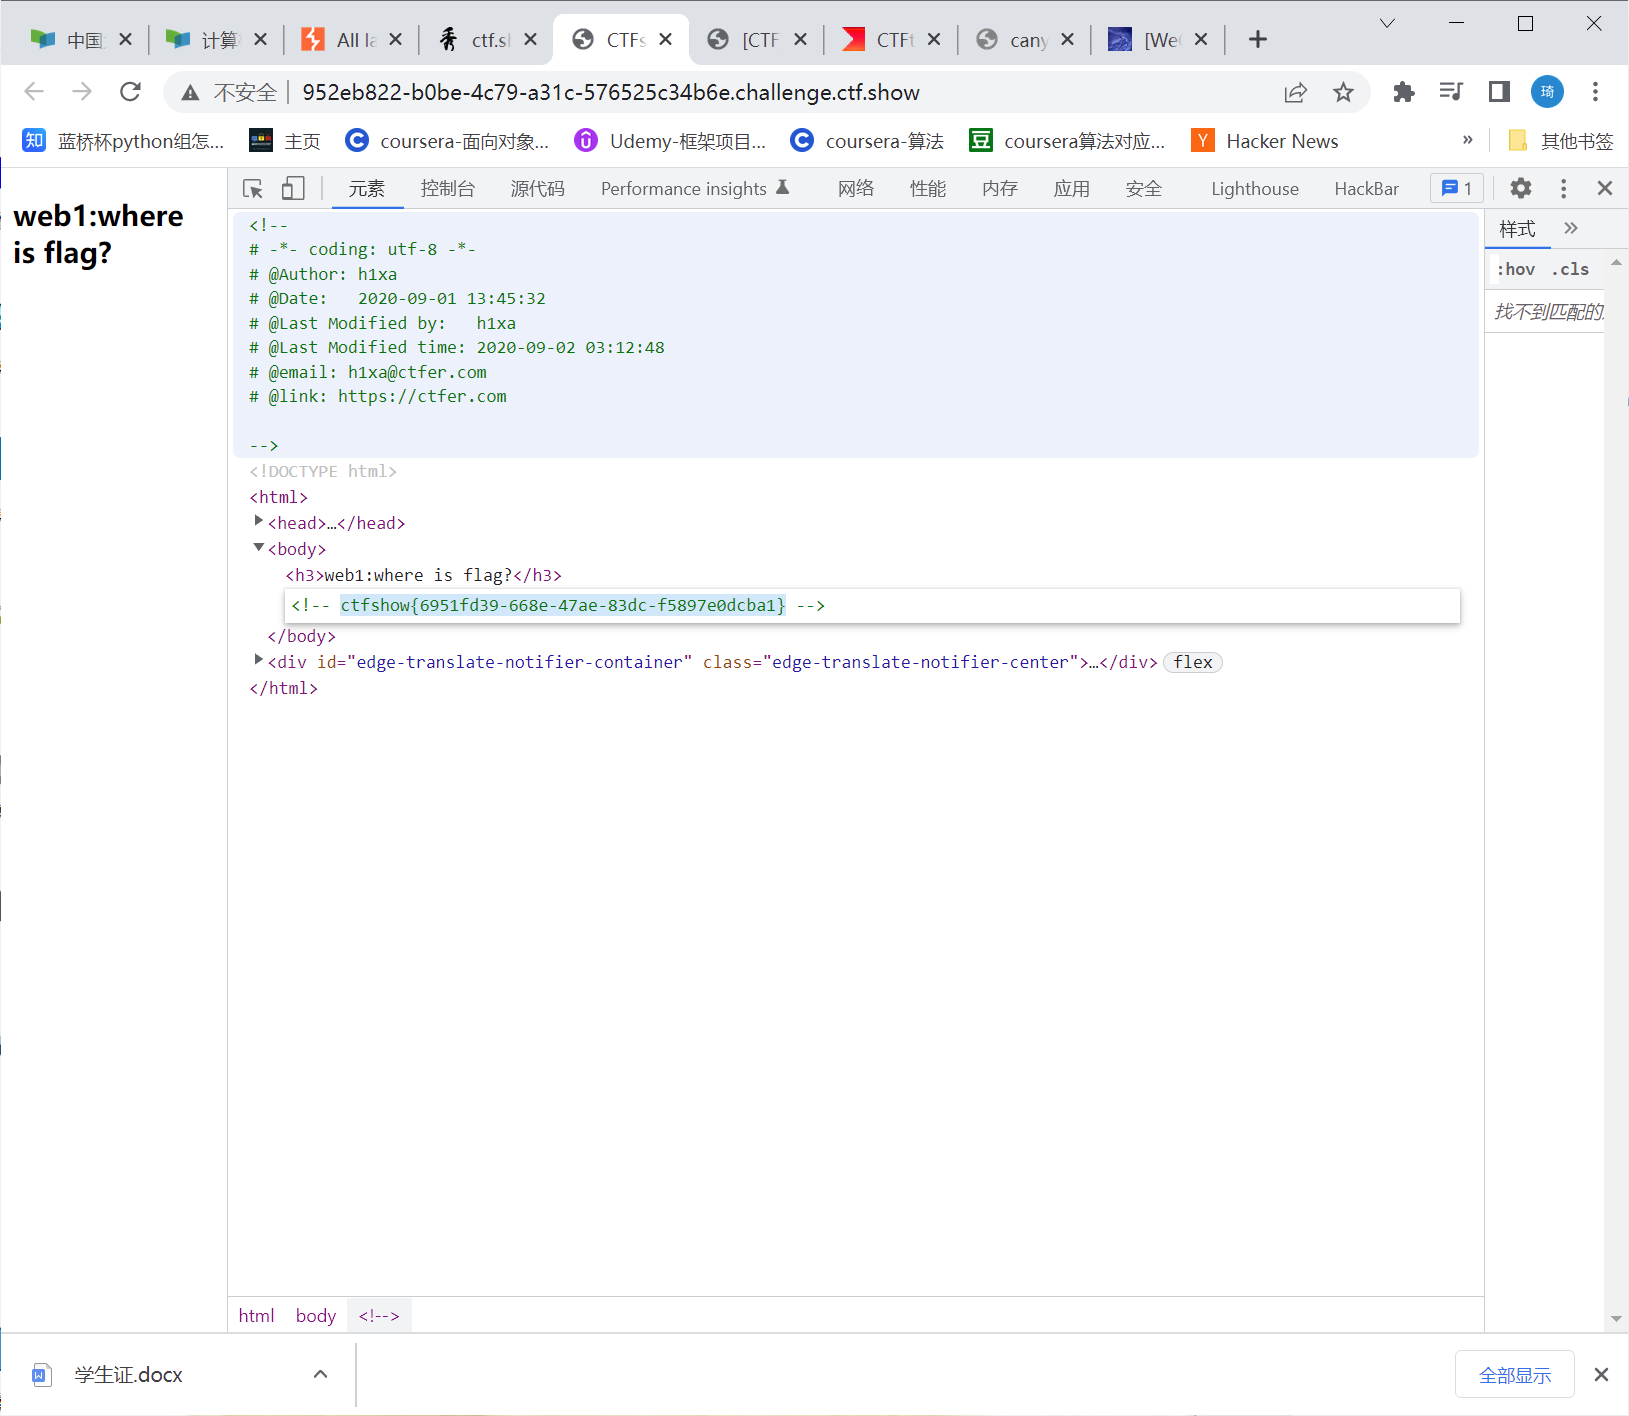 中国 计算 All la ctf.sl CTFs [CTF CTFt cany [We
不安全 952eb822-b0be-4c79-a31c-576525c34b6e.challenge.ctf.show 琦
知 蓝桥杯python组怎... 主页 coursera-面向对象... Udemy-框架项目... coursera-算法 豆 coursera算法对应... Y Hacker News » 其他书签
web1:where
is flag?
元素 控制台 源代码 Performance insights 网络 性能 内存 应用 安全 Lighthouse HackBar 1
<!--
# -*- coding: utf-8 -*-
# @Author: h1xa
# @Date:   2020-09-01 13:45:32
# @Last Modified by:   h1xa
# @Last Modified time: 2020-09-02 03:12:48
# @email: h1xa@ctfer.com
# @link: https://ctfer.com
-->
<!DOCTYPE html>
<html>
<head>…</head>
<body>
<h3>web1:where is flag?</h3>
<!-- ctfshow{6951fd39-668e-47ae-83dc-f5897e0dcba1} -->
</body>
<div id="edge-translate-notifier-container" class="edge-translate-notifier-center">…</div> flex
</html>
样式 »
:hov .cls
找不到匹配的
html body <!-->
学生证.docx
全部显示